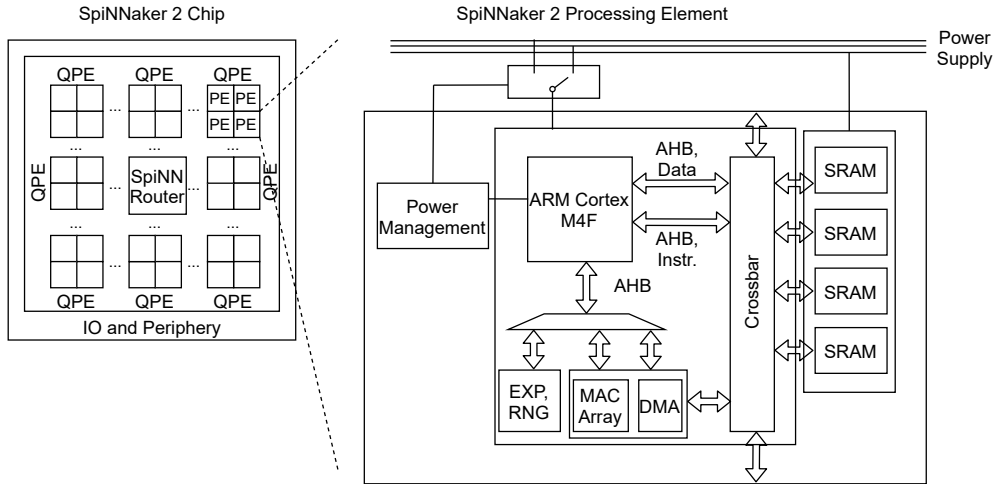 SpiNNaker 2 Chip
QPE
QPE
QPE
PE
PE
PE
PE
...
...
...
...
...
QPE
SpiNN
Router
...
QPE
...
...
...
...
...
QPE
QPE
QPE
IO and Periphery
SpiNNaker 2 Processing Element
Power
Supply
Power
Management
ARM Cortex
M4F
AHB,
Data
AHB,
Instr.
AHB
Crossbar
SRAM
SRAM
SRAM
SRAM
EXP,
RNG
MAC
Array
DMA